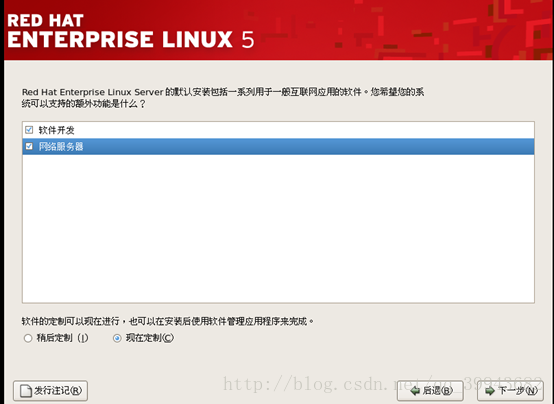 RED HAT
ENTERPRISE LINUX 5
Red Hat Enterprise Linux Server 的默认安装包括一系列用于一般互联网应用的软件。您希望您的系
统可以支持的额外功能是什么？
软件开发
网络服务器
软件的定制可以现在进行，也可以在安装后使用软件管理应用程序来完成。
稍后定制 (l) 现在定制(C)
发行注记(R) 后退(B) 下一步(N)
http://blog.csdn.net/qq_39943682